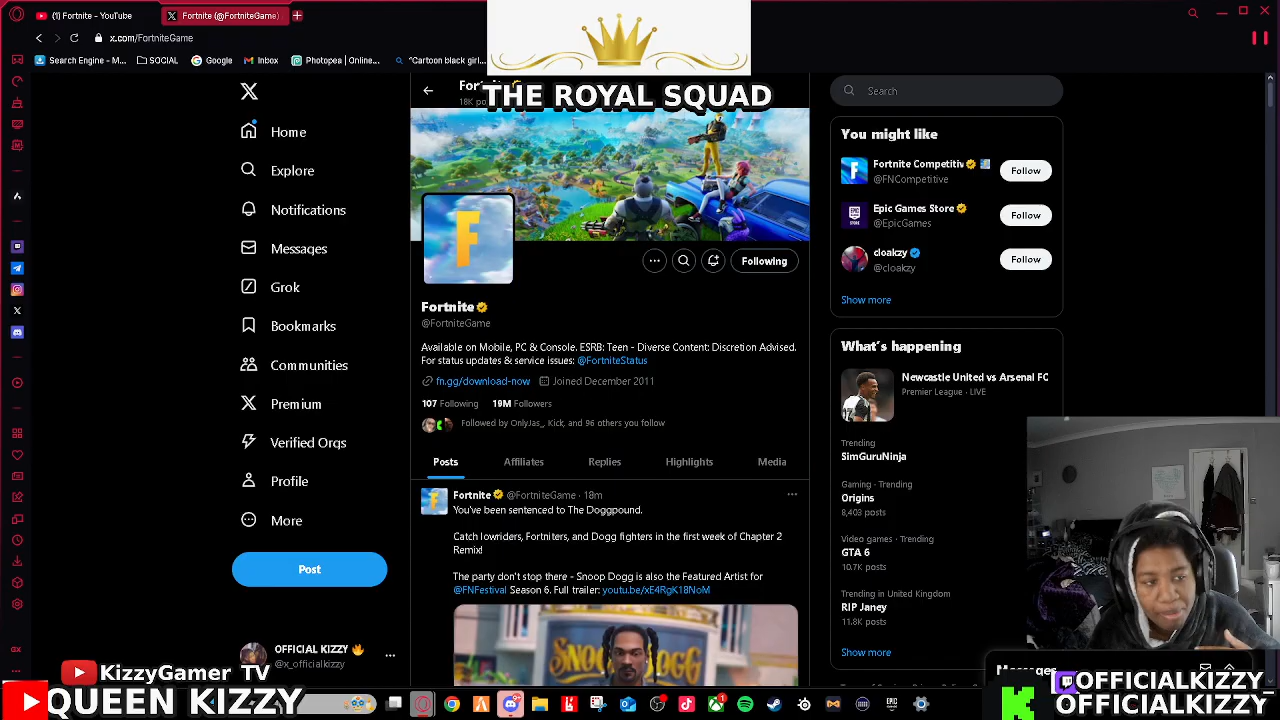 (1) Fortnite - YouTube
Fortnite (@FortniteGame)
x.com/FortniteGame
Search Engine - M...
SOCIAL
Google
Inbox
Photopea | Online...
"Cartoon black girl...
THE ROYAL SQUAD
Home
Explore
Notifications
Messages
Grok
Bookmarks
Communities
Premium
Verified Orgs
Profile
More
Post
OFFICIAL KIZZY
@x_officialkizzy
Following
Fortnite
@FortniteGame
Available on Mobile, PC & Console. ESRB: Teen - Diverse Content: Discretion Advised.
For status updates & service issues: @FortniteStatus
fn.gg/download-now Joined December 2011
107 Following 19M Followers
Followed by OnlyJas_, Kick, and 96 others you follow
Posts Affiliates Replies Highlights Media
Fortnite @FortniteGame · 18m
You've been sentenced to The Doggpound.
Catch lowriders, Fortniters, and Dogg fighters in the first week of Chapter 2
Remix!
The party don't stop there - Snoop Dogg is also the Featured Artist for
@FNFestival Season 6. Full trailer: youtu.be/xE4RgK18NoM
SNOOP DOGG
Search
You might like
Fortnite Competitiv
@FNCompetitive
Follow
Epic Games Store
@EpicGames
Follow
cloakzy
@cloakzy
Follow
Show more
What's happening
Newcastle United vs Arsenal FC
Premier League · LIVE
Trending
SimGuruNinja
Gaming · Trending
Origins
8,403 posts
Video games · Trending
GTA 6
10.7K posts
Trending in United Kingdom
RIP Janey
11.8K posts
Show more
Messages
KizzyGamer TV
QUEEN KIZZY
OFFICIALKIZZY
OFFICIALKIZZY